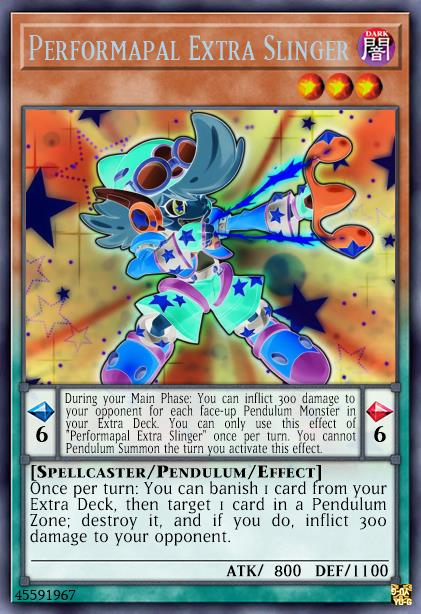 PERFORMAPAL EXTRA SLINGER
DARK
闇
During your Main Phase: You can inflict 300 damage to
your opponent for each face-up Pendulum Monster in
your Extra Deck. You can only use this effect of
"Performapal Extra Slinger" once per turn. You cannot
Pendulum Summon the turn you activate this effect.
6
6
[SPELLCASTER/PENDULUM/EFFECT]
Once per turn: You can banish 1 card from your
Extra Deck, then target 1 card in a Pendulum
Zone; destroy it, and if you do, inflict 300
damage to your opponent.
ATK/ 800 DEF/1100
45591967